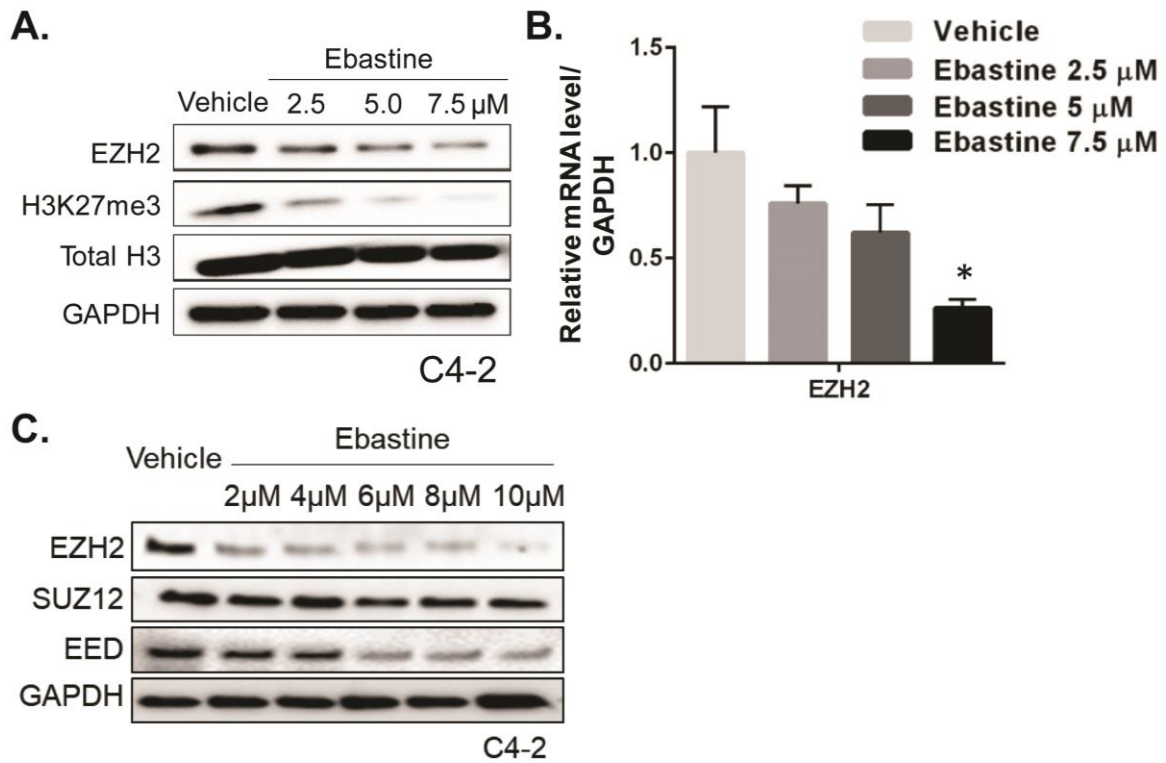 A.
Ebastine
Vehicle 2.5 5.0 7.5 µM
EZH2
H3K27me3
Total H3
GAPDH
C4-2
B.
Vehicle
Ebastine 2.5 µM
Ebastine 5 µM
Ebastine 7.5 µM
Relative mRNA level/
GAPDH
1.5
1.0
0.5
0.0
*
EZH2
C.
Ebastine
Vehicle
2µM 4µM 6µM 8µM 10µM
EZH2
SUZ12
EED
GAPDH
C4-2